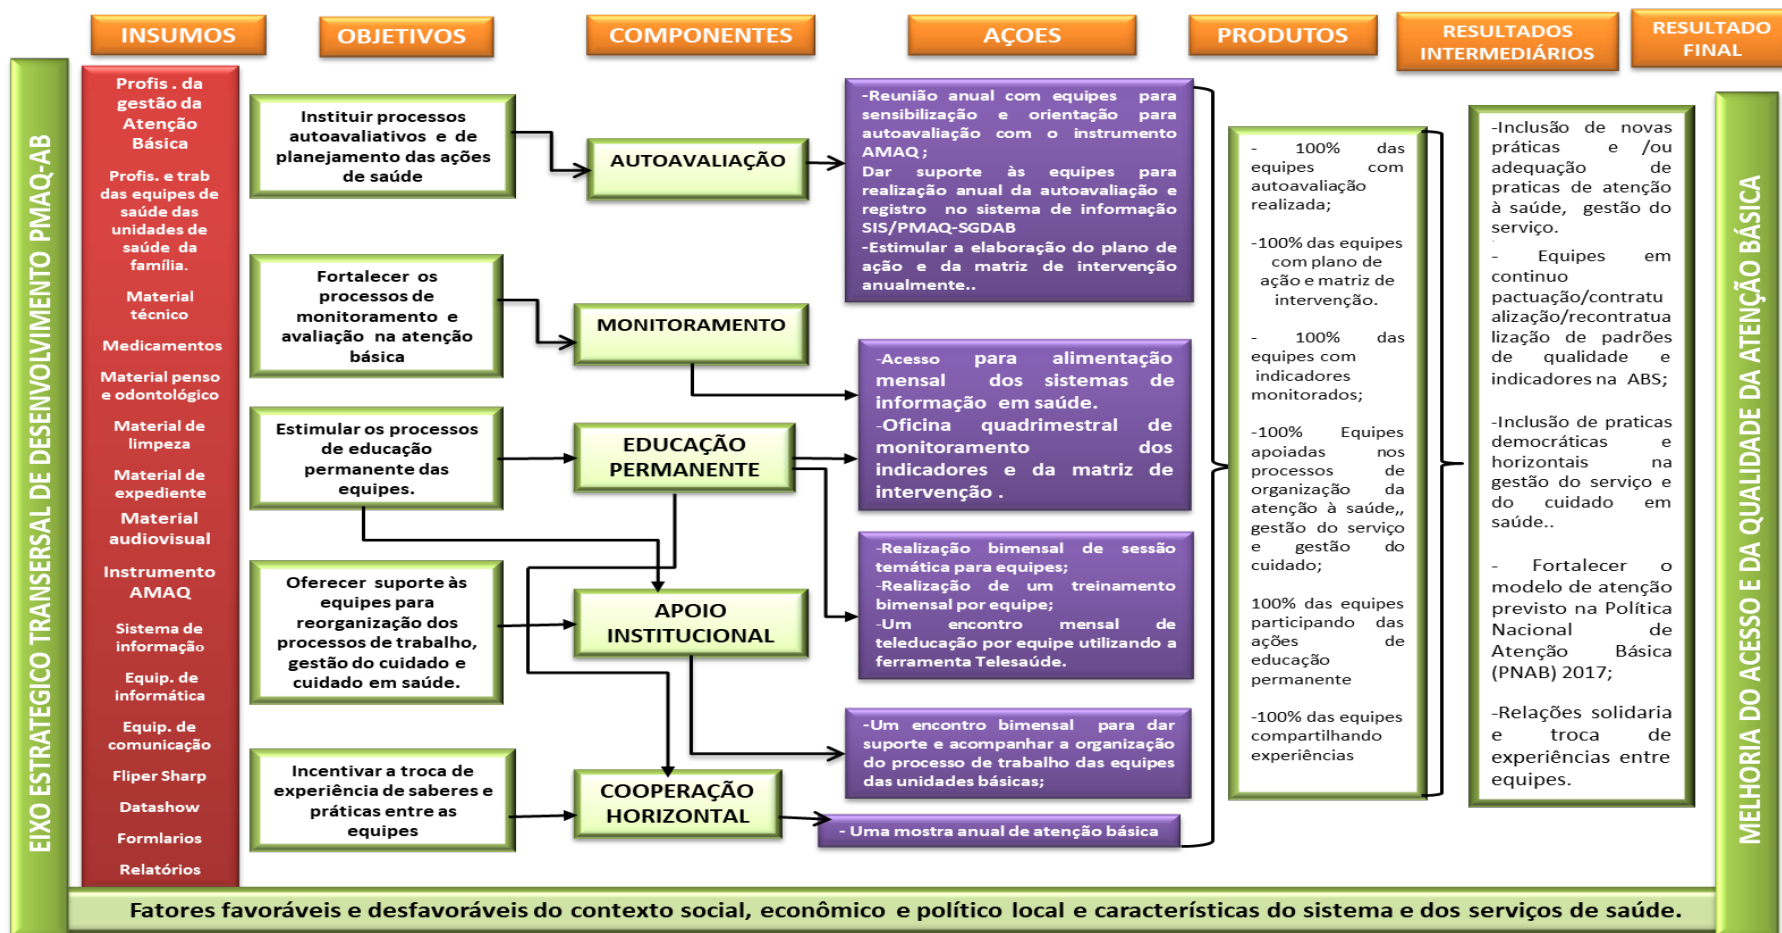 INSUMOS
OBJETIVOS
COMPONENTES
AÇOES
PRODUTOS
RESULTADOS
INTERMEDIÁRIOS
RESULTADO
FINAL
EIXO ESTRATEGICO TRANSERSAL DE DESENVOLVIMENTO PMAQ-AB
Profis . da
gestão da
Atenção
Básica
Profis. e trab
das equipes de
saúde das
unidades de
saúde da
família.
Material
técnico
Medicamentos
Material penso
e odontológico
Material de
limpeza
Material de
expediente
Material
audiovisual
Instrumento
AMAQ
Sistema de
informação
Equip. de
informática
Equip. de
comunicação
Fliper Sharp
Datashow
Formlarios
Relatórios
Instituir processos
autoavaliativos e de
planejamento das ações
de saúde
Fortalecer os
processos de
monitoramento e
avaliação na atenção
básica
Estimular os processos
de educação
permanente das
equipes.
Oferecer suporte às
equipes para
reorganização dos
processos de trabalho,
gestão do cuidado e
cuidado em saúde.
Incentivar a troca de
experiência de saberes e
práticas entre as
equipes
AUTOAVALIAÇÃO
MONITORAMENTO
EDUCAÇÃO
PERMANENTE
APOIO
INSTITUCIONAL
COOPERAÇÃO
HORIZONTAL
-Reunião anual com equipes para
sensibilização e orientação para
autoavaliação com o instrumento
AMAQ ;
Dar suporte às equipes para
realização anual da autoavaliação e
registro no sistema de informação
SIS/PMAQ-SGDAB
-Estimular a elaboração do plano de
ação e da matriz de intervenção
anualmente..
-Acesso para alimentação
mensal dos sistemas de
informação em saúde.
-Oficina quadrimestral de
monitoramento dos
indicadores e da matriz de
intervenção .
-Realização bimensal de sessão
temática para equipes;
-Realização de um treinamento
bimensal por equipe;
-Um encontro mensal de
teleducação por equipe utilizando a
ferramenta Telesaúde.
-Um encontro bimensal para dar
suporte e acompanhar a organização
do processo de trabalho das equipes
das unidades básicas;
- Uma mostra anual de atenção básica
- 100% das
equipes com
autoavaliação
realizada;
-100% das equipes
com plano de
ação e matriz de
intervenção.
- 100% das
equipes com
indicadores
monitorados;
-100% Equipes
apoiadas nos
processos de
organização da
atenção à saúde,,
gestão do serviço
e gestão do
cuidado;
100% das equipes
participando das
ações de
educação
permanente
-100% das equipes
compartilhando
experiências
-Inclusão de novas
práticas e /ou
adequação de
praticas de atenção
à saúde, gestão do
serviço.
- Equipes em
continuo
pactuação/contratu
alização/recontratua
lização de padrões
de qualidade e
indicadores na ABS;
-Inclusão de praticas
democráticas e
horizontais na
gestão do serviço e
do cuidado em
saúde..
- Fortalecer o
modelo de atenção
previsto na Política
Nacional de
Atenção Básica
(PNAB) 2017;
-Relações solidaria
e troca de
experiências entre
equipes.
MELHORIA DO ACESSO E DA QUALIDADE DA ATENÇÃO BÁSICA
Fatores favoráveis e desfavoráveis do contexto social, econômico e político local e características do sistema e dos serviços de saúde.